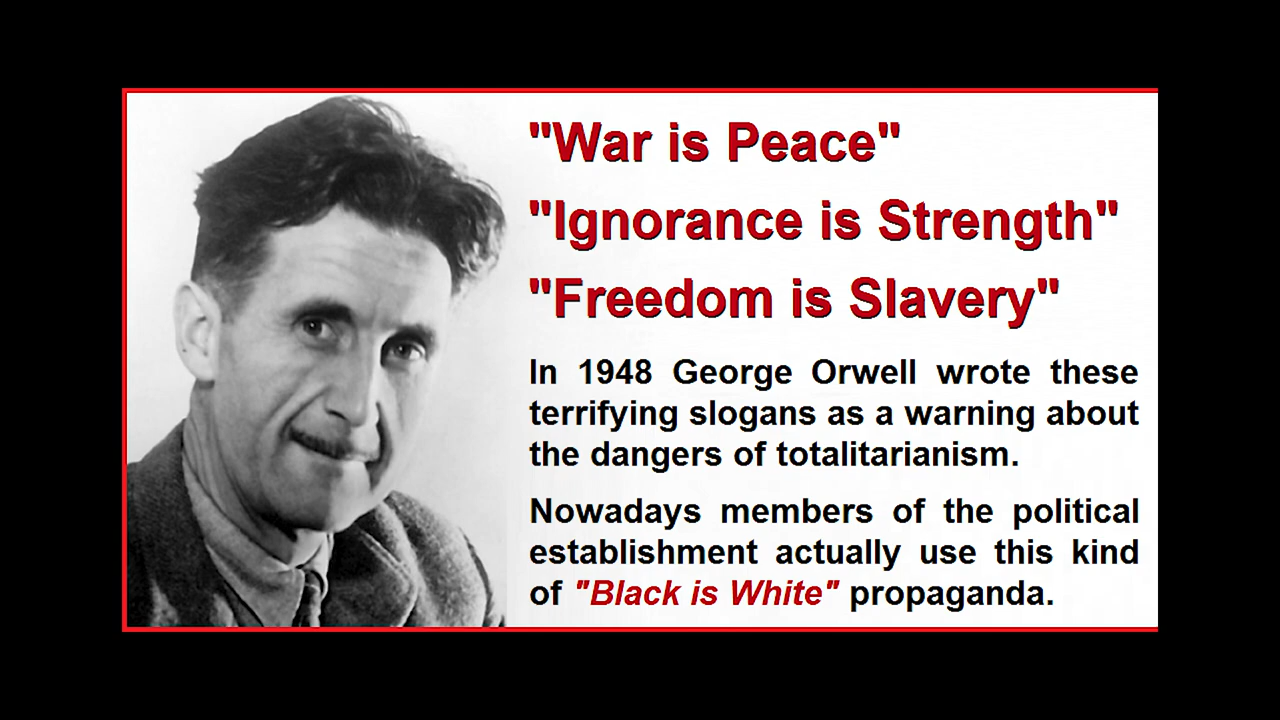 "War is Peace"
"Ignorance is Strength"
"Freedom is Slavery"
In 1948 George Orwell wrote these
terrifying slogans as a warning about
the dangers of totalitarianism.
Nowadays members of the political
establishment actually use this kind
of "Black is White" propaganda.